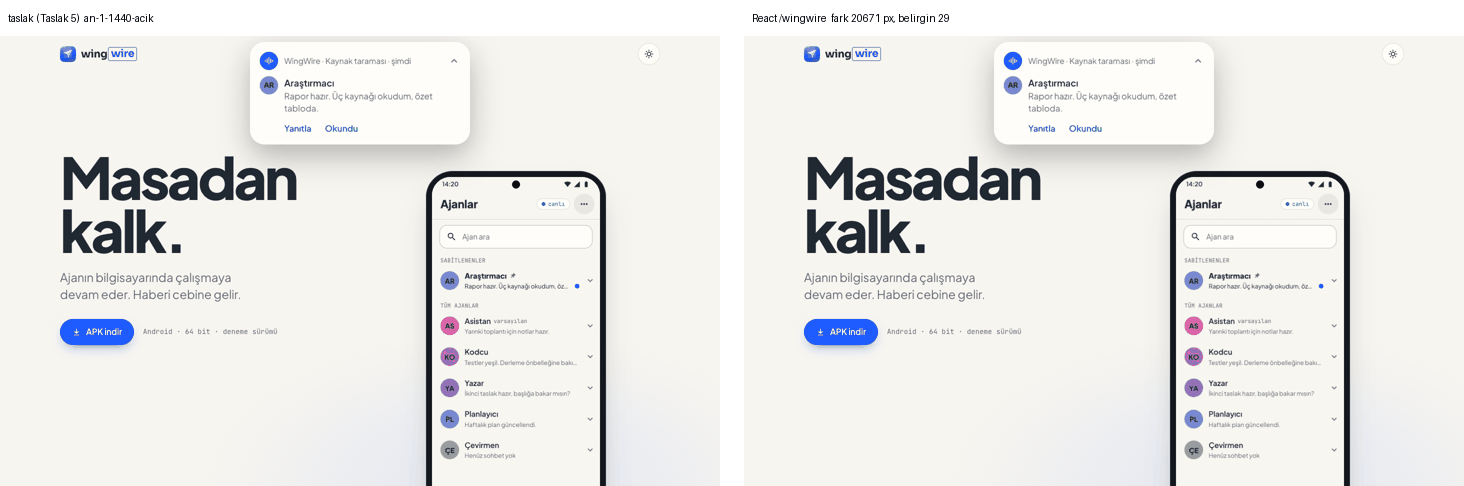 taslak (Taslak 5) an-1-1440-acik
wing wire
WingWire · Kaynak taraması · şimdi
AR
Araştırmacı
Rapor hazır. Üç kaynağı okudum, özet
tabloda.
Yanıtla Okundu
Masadan
kalk.
Ajanın bilgisayarında çalışmaya
devam eder. Haberi cebine gelir.
APK indir
Android · 64 bit · deneme sürümü
14:20
Ajanlar
canlı
Ajan ara
SABİTLENENLER
AR
Araştırmacı
Rapor hazır. Üç kaynağı okudum, öz...
TÜM AJANLAR
AS
Asistan varsayılan
Yarınki toplantı için notlar hazır.
KO
Kodcu
Testler yeşil. Derleme önbelleğine bakı...
YA
Yazar
İkinci taslak hazır, başlığa bakar mısın?
PL
Planlayıcı
Haftalık plan güncellendi.
ÇE
Çevirmen
Henüz sohbet yok
React/wingwire fark 20671 px, belirgin 29
wing wire
WingWire · Kaynak taraması · şimdi
AR
Araştırmacı
Rapor hazır. Üç kaynağı okudum, özet
tabloda.
Yanıtla Okundu
Masadan
kalk.
Ajanın bilgisayarında çalışmaya
devam eder. Haberi cebine gelir.
APK indir
Android · 64 bit · deneme sürümü
14:20
Ajanlar
canlı
Ajan ara
SABİTLENENLER
AR
Araştırmacı
Rapor hazır. Üç kaynağı okudum, öz...
TÜM AJANLAR
AS
Asistan varsayılan
Yarınki toplantı için notlar hazır.
KO
Kodcu
Testler yeşil. Derleme önbelleğine bakı...
YA
Yazar
İkinci taslak hazır, başlığa bakar mısın?
PL
Planlayıcı
Haftalık plan güncellendi.
ÇE
Çevirmen
Henüz sohbet yok